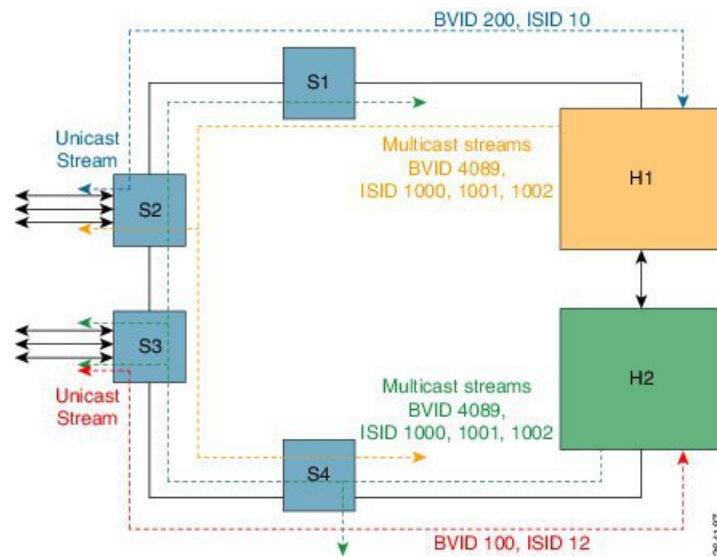 BVID 200, ISID 10
S1
Unicast
Stream
Multicast streams
BVID 4089,
ISID 1000, 1001, 1002
H1
S2
S3
Unicast
Stream
Multicast streams
BVID 4089,
ISID 1000, 1001, 1002
H2
S4
BVID 100, ISID 12